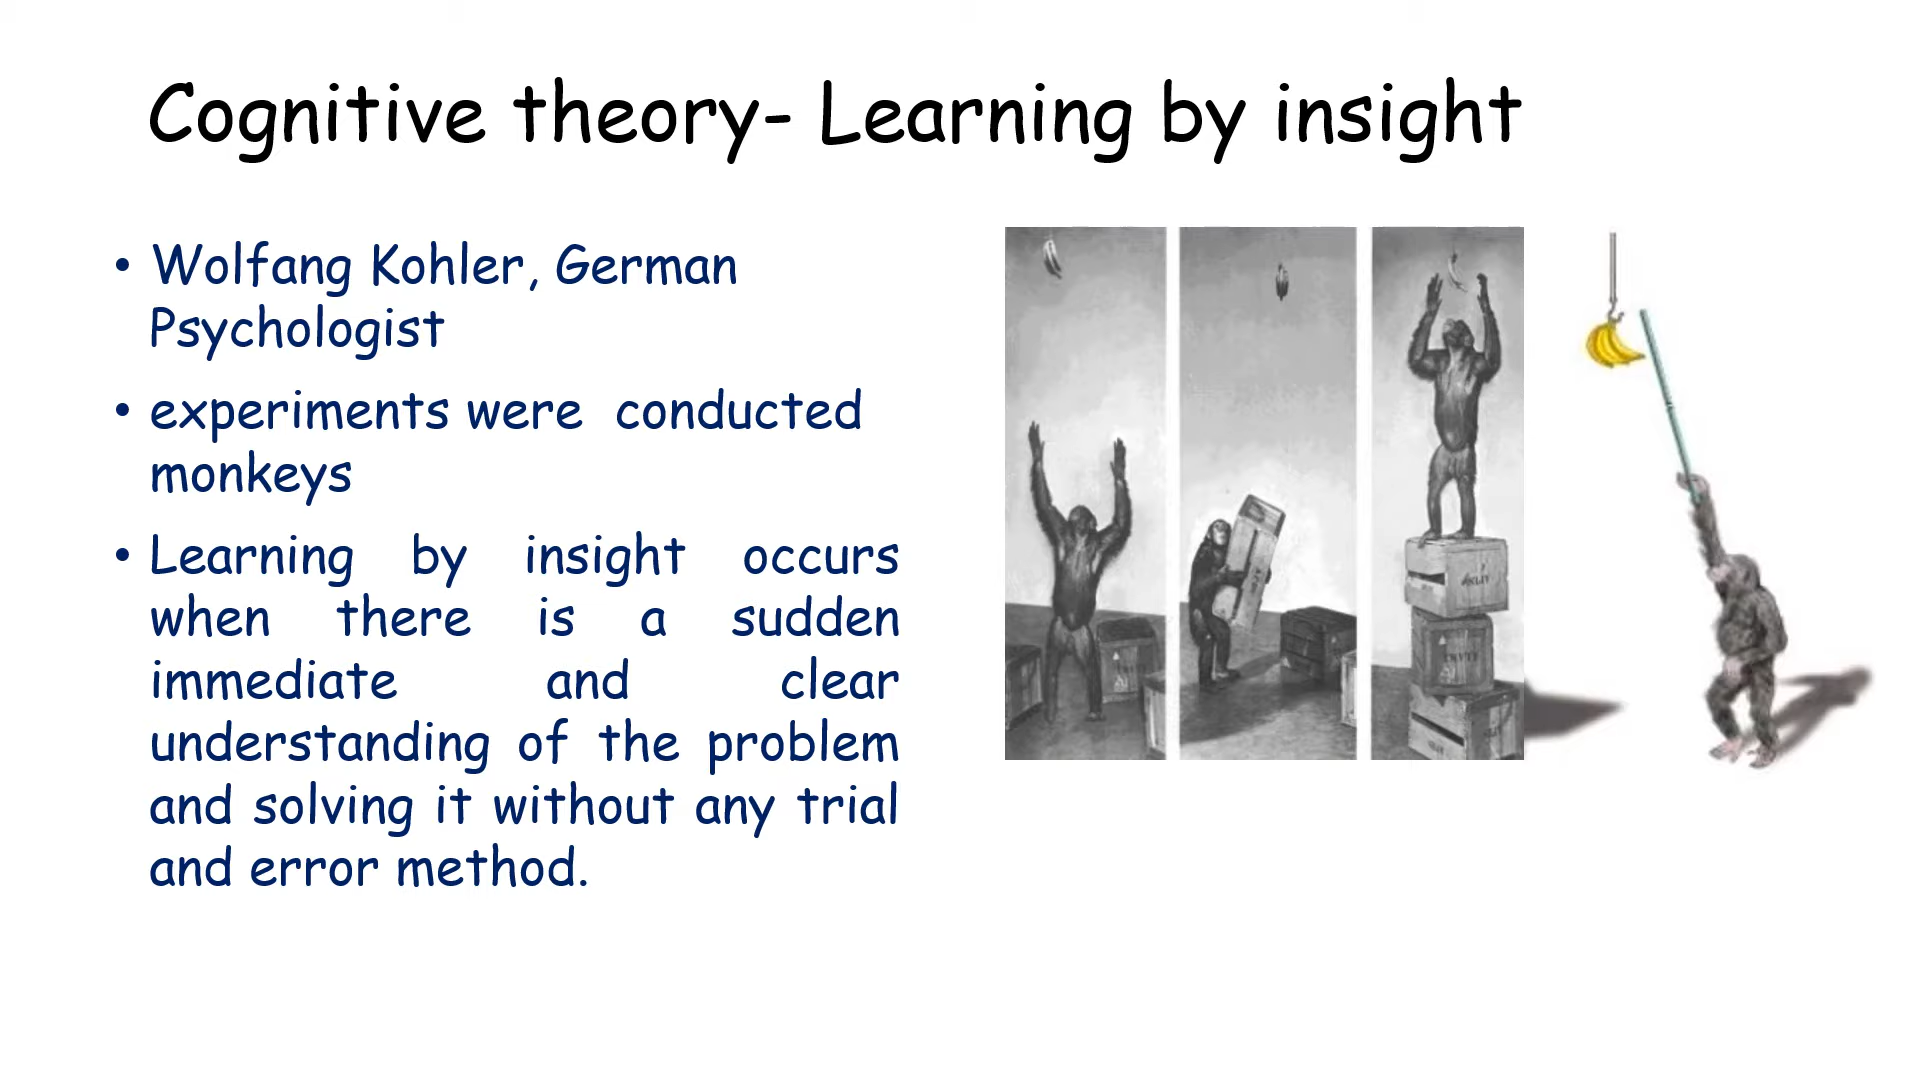 Cognitive theory- Learning by insight
• Wolfang Kohler, German
Psychologist
• experiments were conducted
monkeys
• Learning by insight occurs
when there is a sudden
immediate and clear
understanding of the problem
and solving it without any trial
and error method.